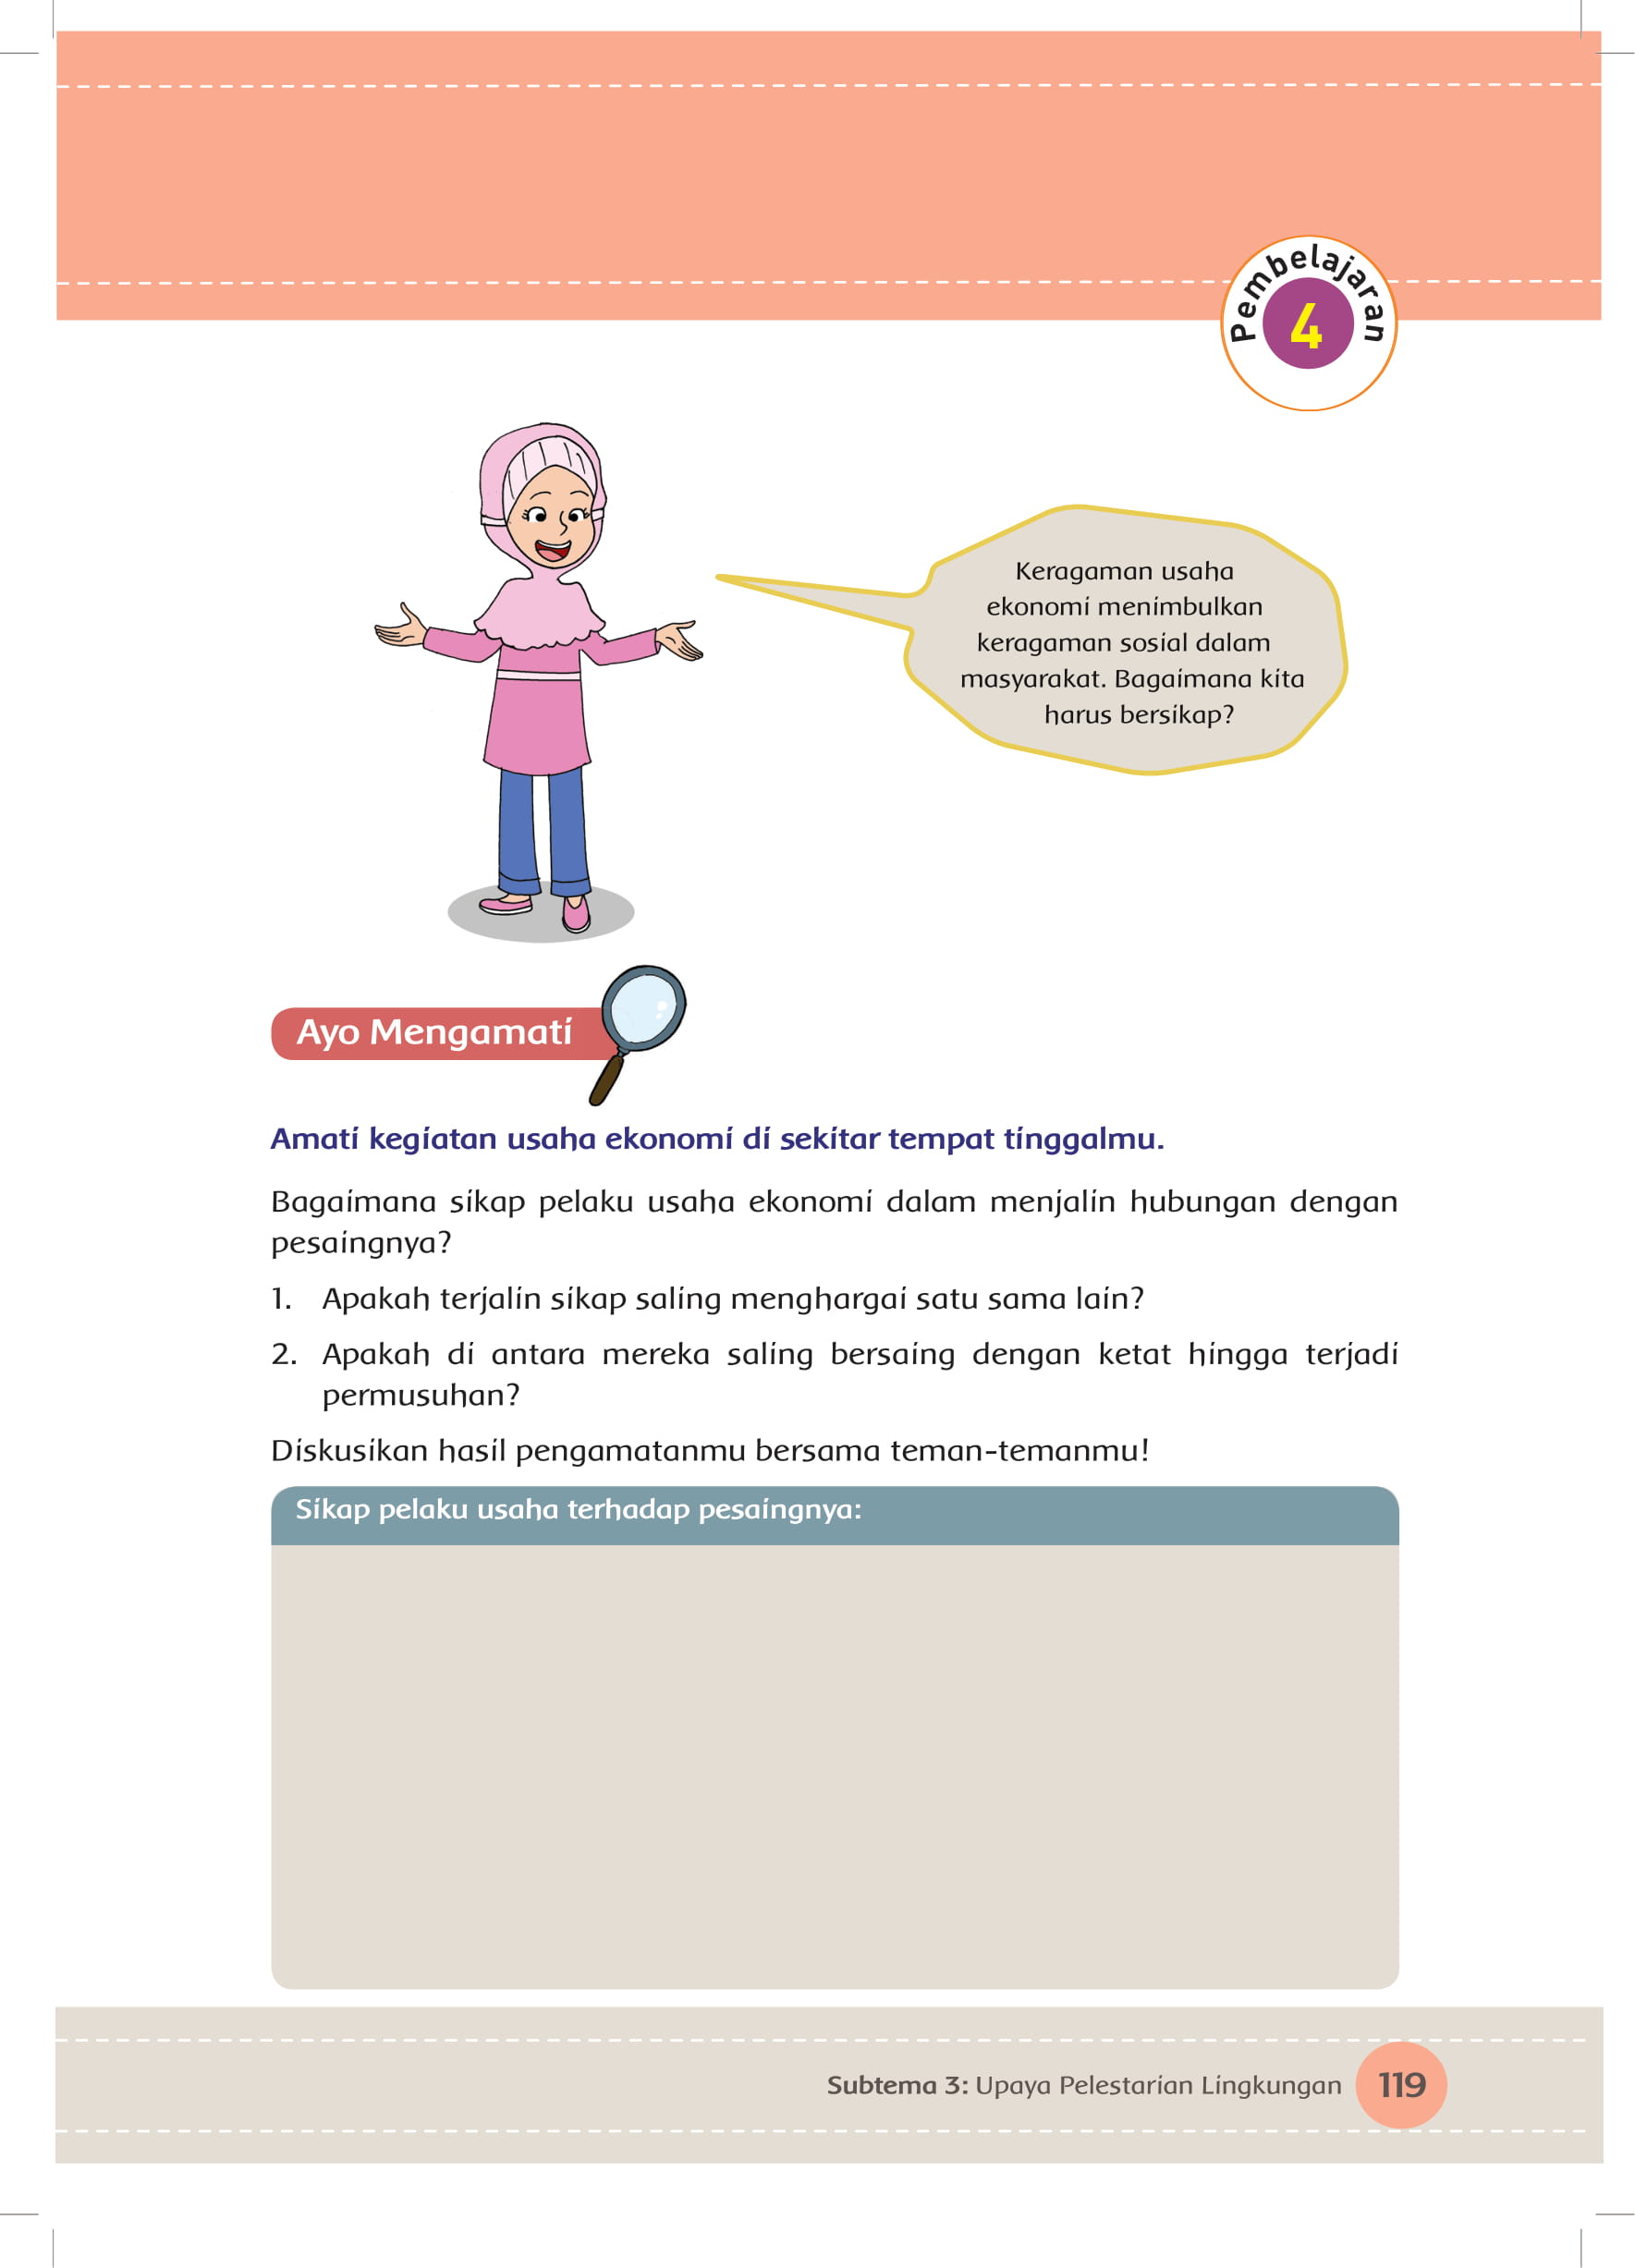 Pembelajaran
4
Keragaman usaha
ekonomi menimbulkan
keragaman sosial dalam
masyarakat. Bagaimana kita
harus bersikap?
Ayo Mengamati
Amati kegiatan usaha ekonomi di sekitar tempat tinggalmu.
Bagaimana sikap pelaku usaha ekonomi dalam menjalin hubungan dengan
pesaingnya?
1. Apakah terjalin sikap saling menghargai satu sama lain?
2. Apakah di antara mereka saling bersaing dengan ketat hingga terjadi
permusuhan?
Diskusikan hasil pengamatanmu bersama teman-temanmu!
Sikap pelaku usaha terhadap pesaingnya:
Subtema 3: Upaya Pelestarian Lingkungan 119